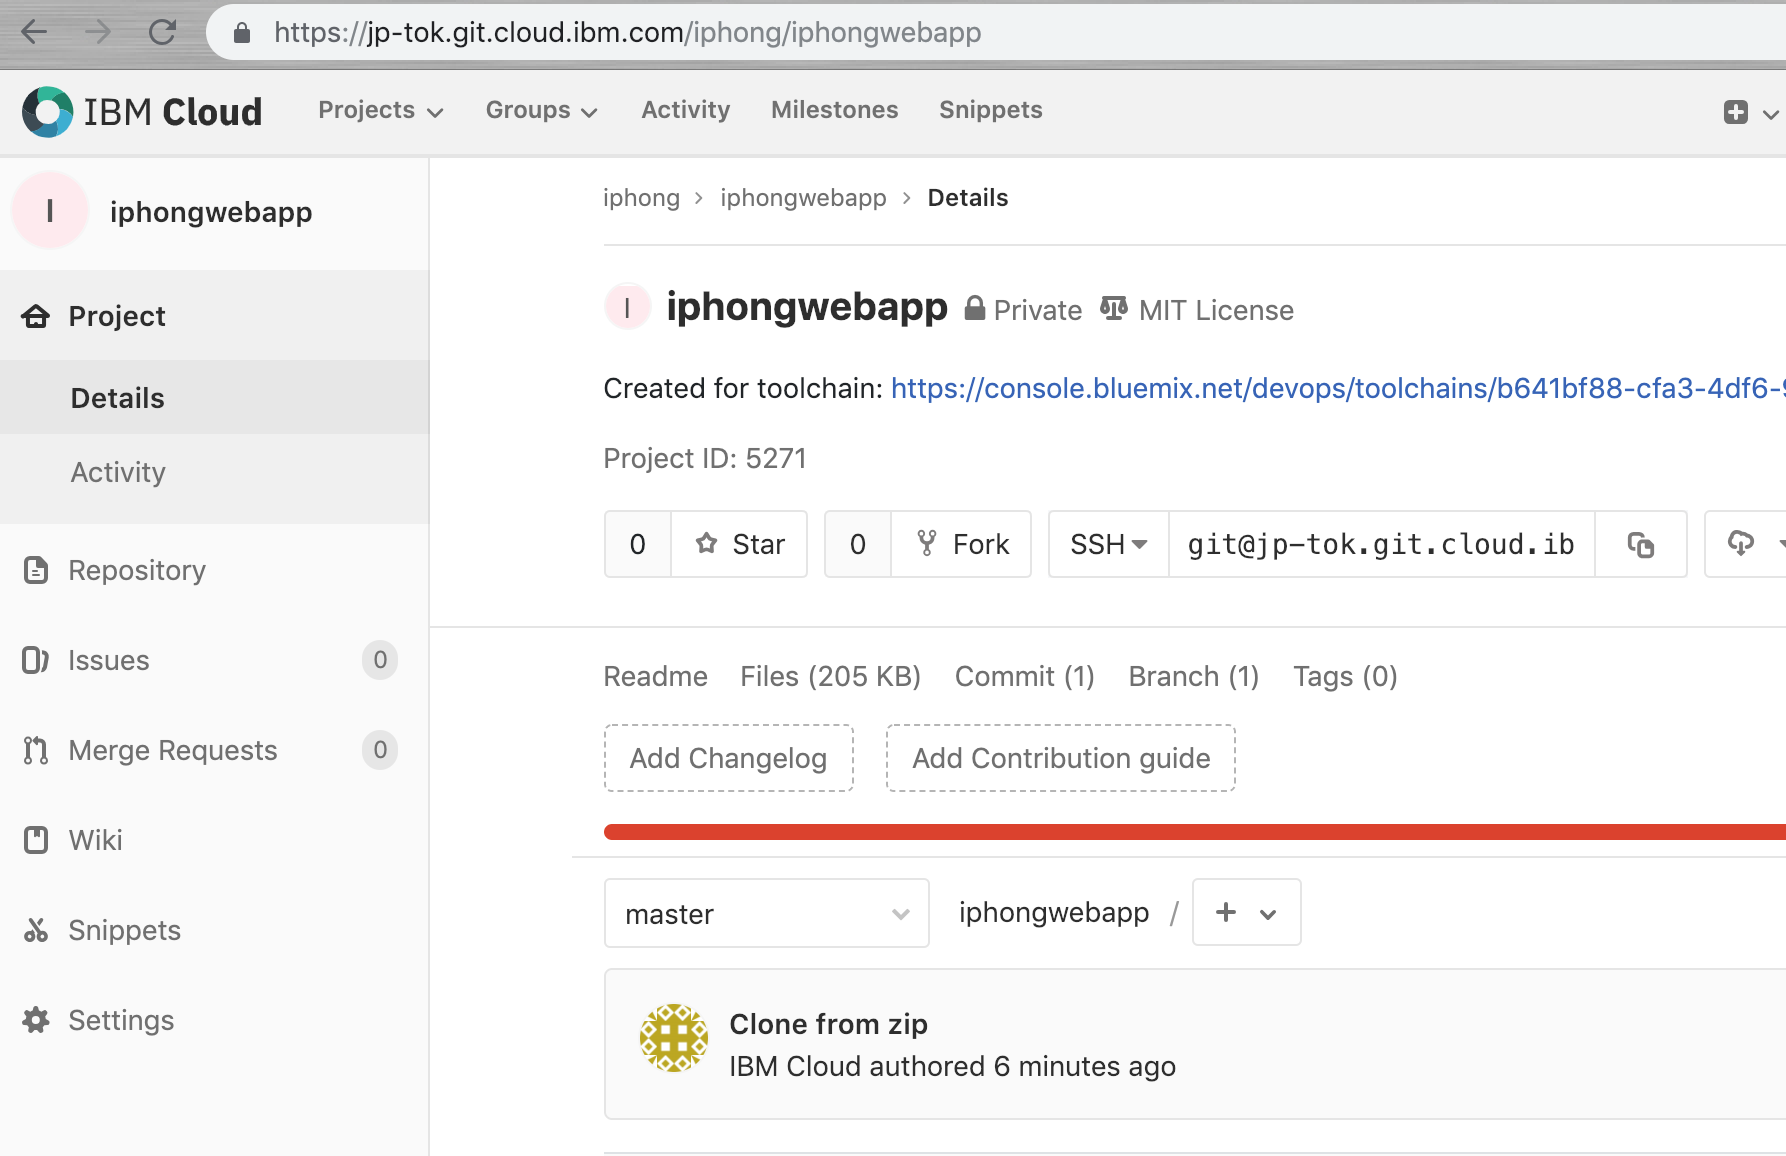 https://jp-tok.git.cloud.ibm.com/iphong/iphongwebapp
IBM Cloud Projects Groups Activity Milestones Snippets
I iphongwebapp
Project
Details
Activity
Repository
Issues 0
Merge Requests 0
Wiki
Snippets
Settings
iphong > iphongwebapp > Details
I iphongwebapp Private MIT License
Created for toolchain: https://console.bluemix.net/devops/toolchains/b641bf88-cfa3-4df6-
Project ID: 5271
0 Star 0 Fork SSH git@jp-tok.git.cloud.ib
Readme Files (205 KB) Commit (1) Branch (1) Tags (0)
Add Changelog Add Contribution guide
master iphongwebapp / +
Clone from zip
IBM Cloud authored 6 minutes ago